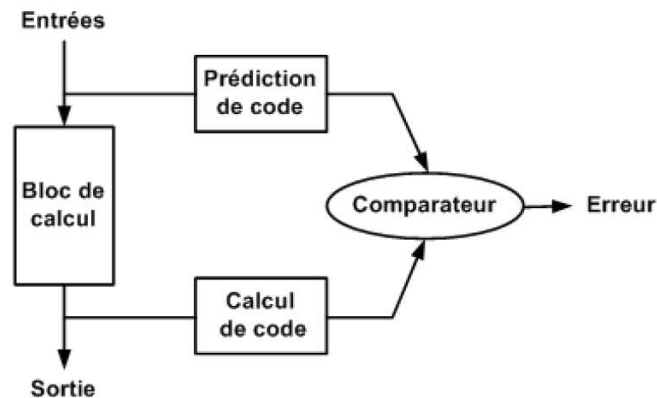 Entrées
Prédiction
de code
Bloc de
calcul
Comparateur
Erreur
Calcul
de code
Sortie